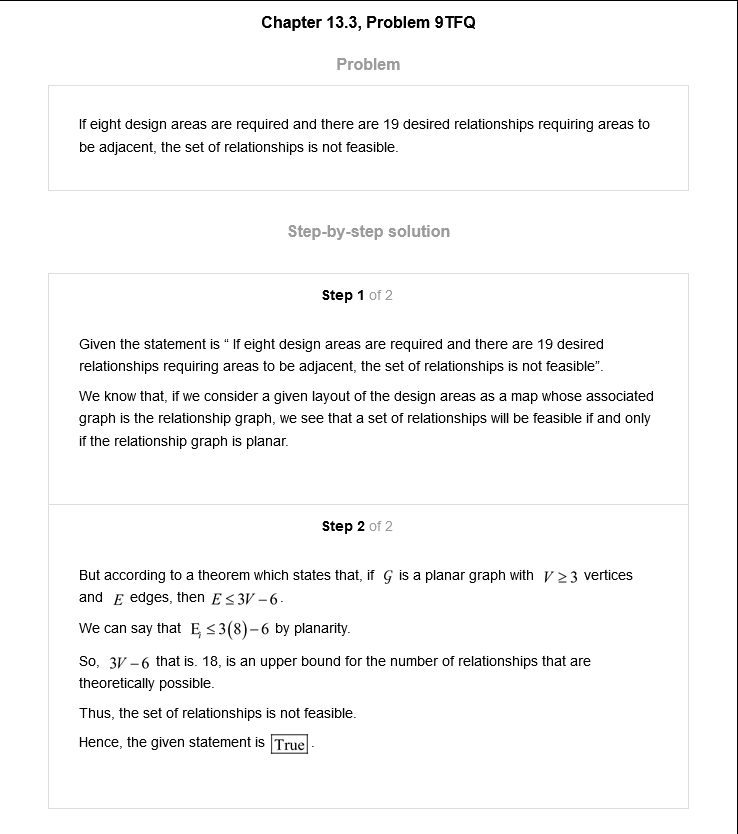 Chapter 13.3, Problem 9TFQ
Problem
If eight design areas are required and there are 19 desired relationships requiring areas to
be adjacent, the set of relationships is not feasible.
Step-by-step solution
Step 1 of 2
Given the statement is “ If eight design areas are required and there are 19 desired
relationships requiring areas to be adjacent, the set of relationships is not feasible”.
We know that, if we consider a given layout of the design areas as a map whose associated
graph is the relationship graph, we see that a set of relationships will be feasible if and only
if the relationship graph is planar.
Step 2 of 2
But according to a theorem which states that, if G is a planar graph with V ≥ 3 vertices
and E edges, then E ≤ 3V – 6.
We can say that E, ≤ 3(8) – 6 by planarity.
So, 3V – 6 that is. 18, is an upper bound for the number of relationships that are
theoretically possible.
Thus, the set of relationships is not feasible.
Hence, the given statement is True.